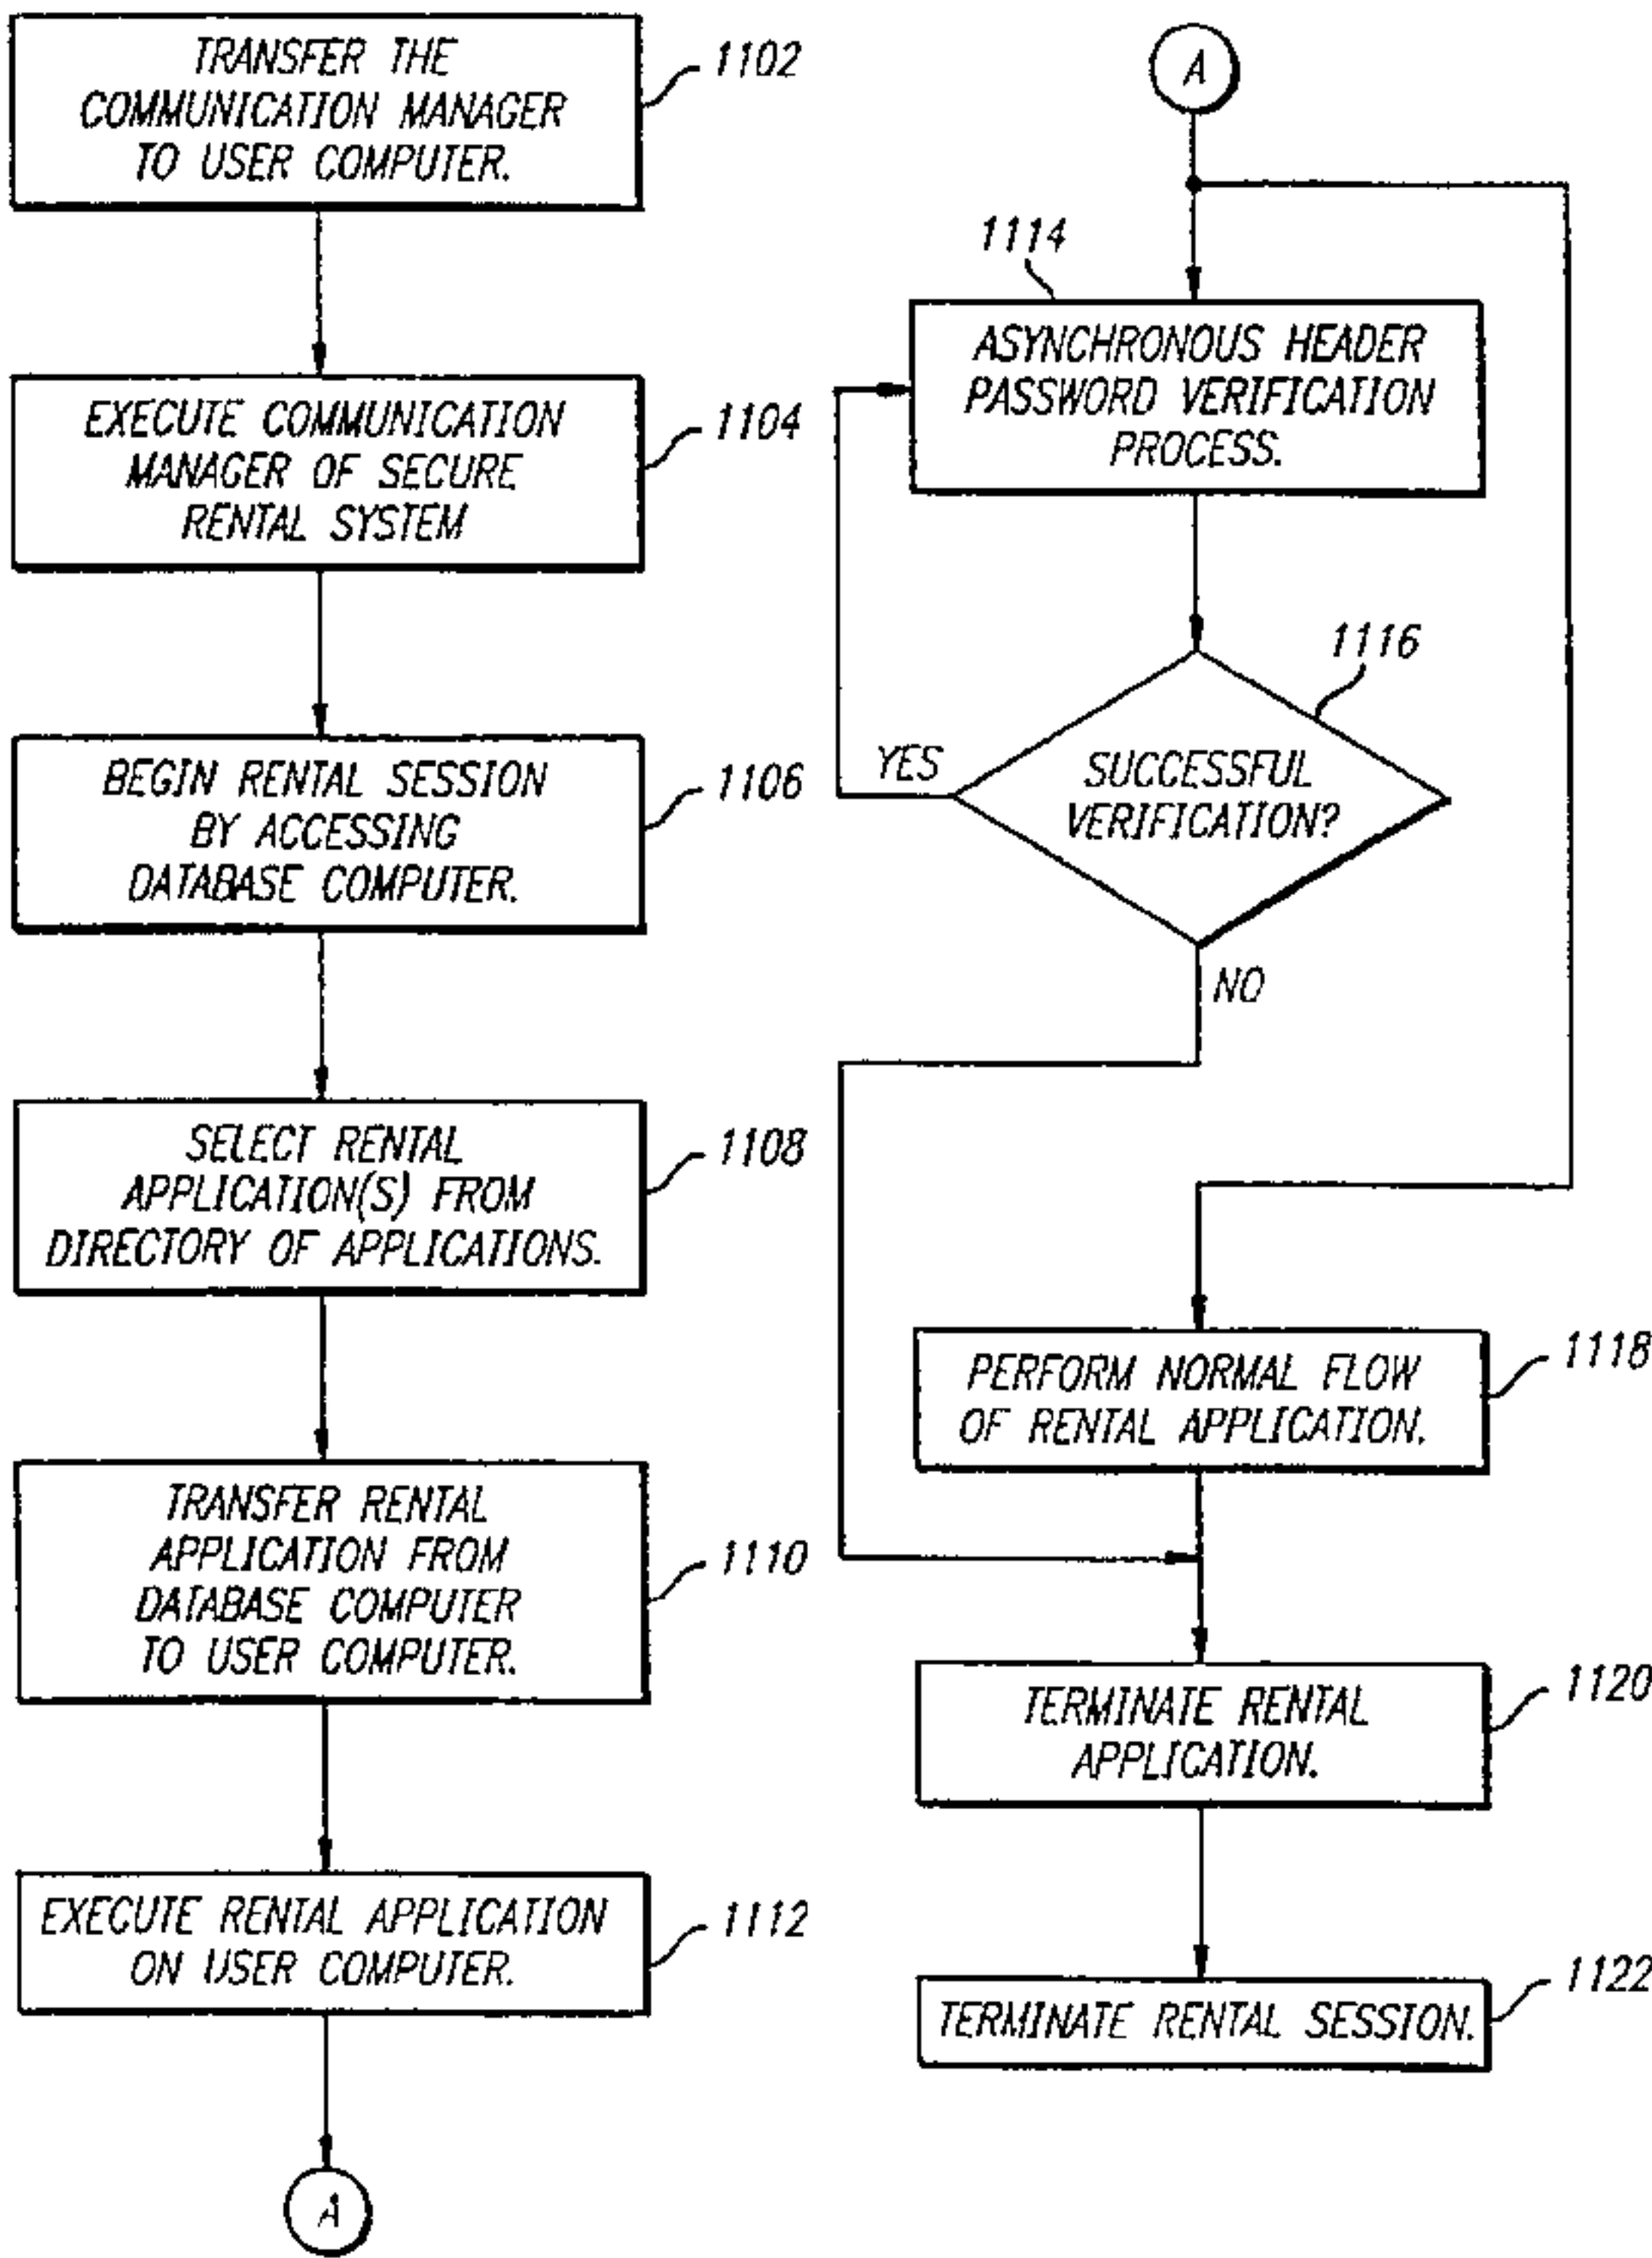 TRANSFER THE
COMMUNICATION MANAGER
TO USER COMPUTER.
1102
EXECUTE COMMUNICATION
MANAGER OF SECURE
RENTAL SYSTEM
1104
BEGIN RENTAL SESSION
BY ACCESSING
DATABASE COMPUTER.
1106
SELECT RENTAL
APPLICATION(S) FROM
DIRECTORY OF APPLICATIONS.
1108
TRANSFER RENTAL
APPLICATION FROM
DATABASE COMPUTER
TO USER COMPUTER.
1110
EXECUTE RENTAL APPLICATION
ON USER COMPUTER.
1112
A
A
1114
ASYNCHRONOUS HEADER
PASSWORD VERIFICATION
PROCESS.
1116
SUCCESSFUL
VERIFICATION?
YES
NO
PERFORM NORMAL FLOW
OF RENTAL APPLICATION.
1118
TERMINATE RENTAL
APPLICATION.
1120
TERMINATE RENTAL SESSION.
1122